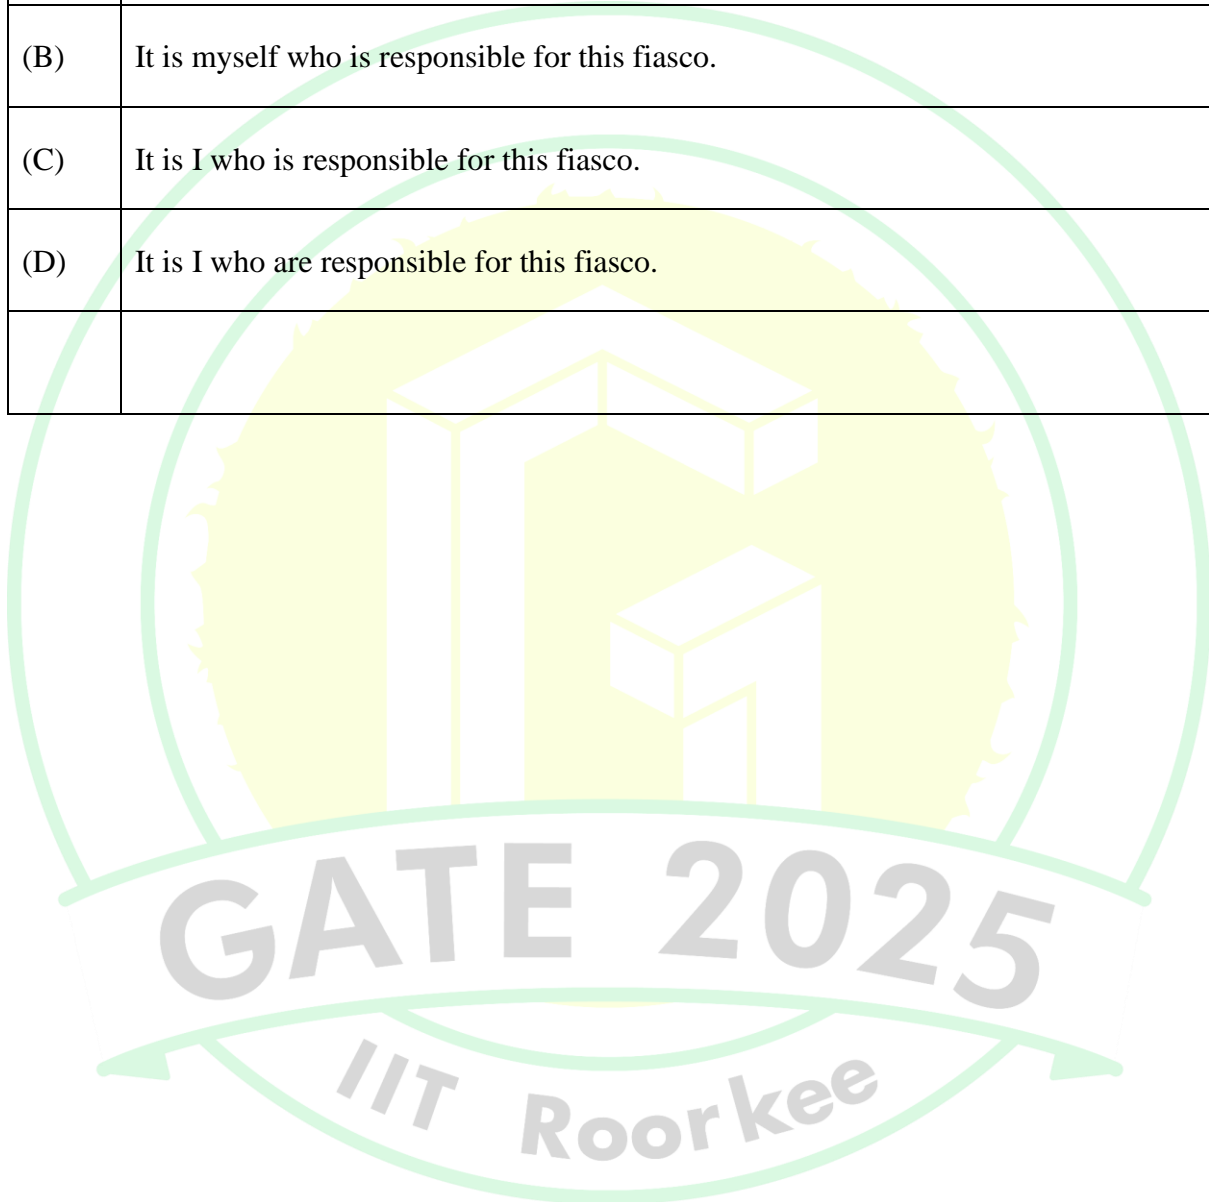 (B) It is myself who is responsible for this fiasco.
(C) It is I who is responsible for this fiasco.
(D) It is I who are responsible for this fiasco.
GATE 2025
IIT Roorkee